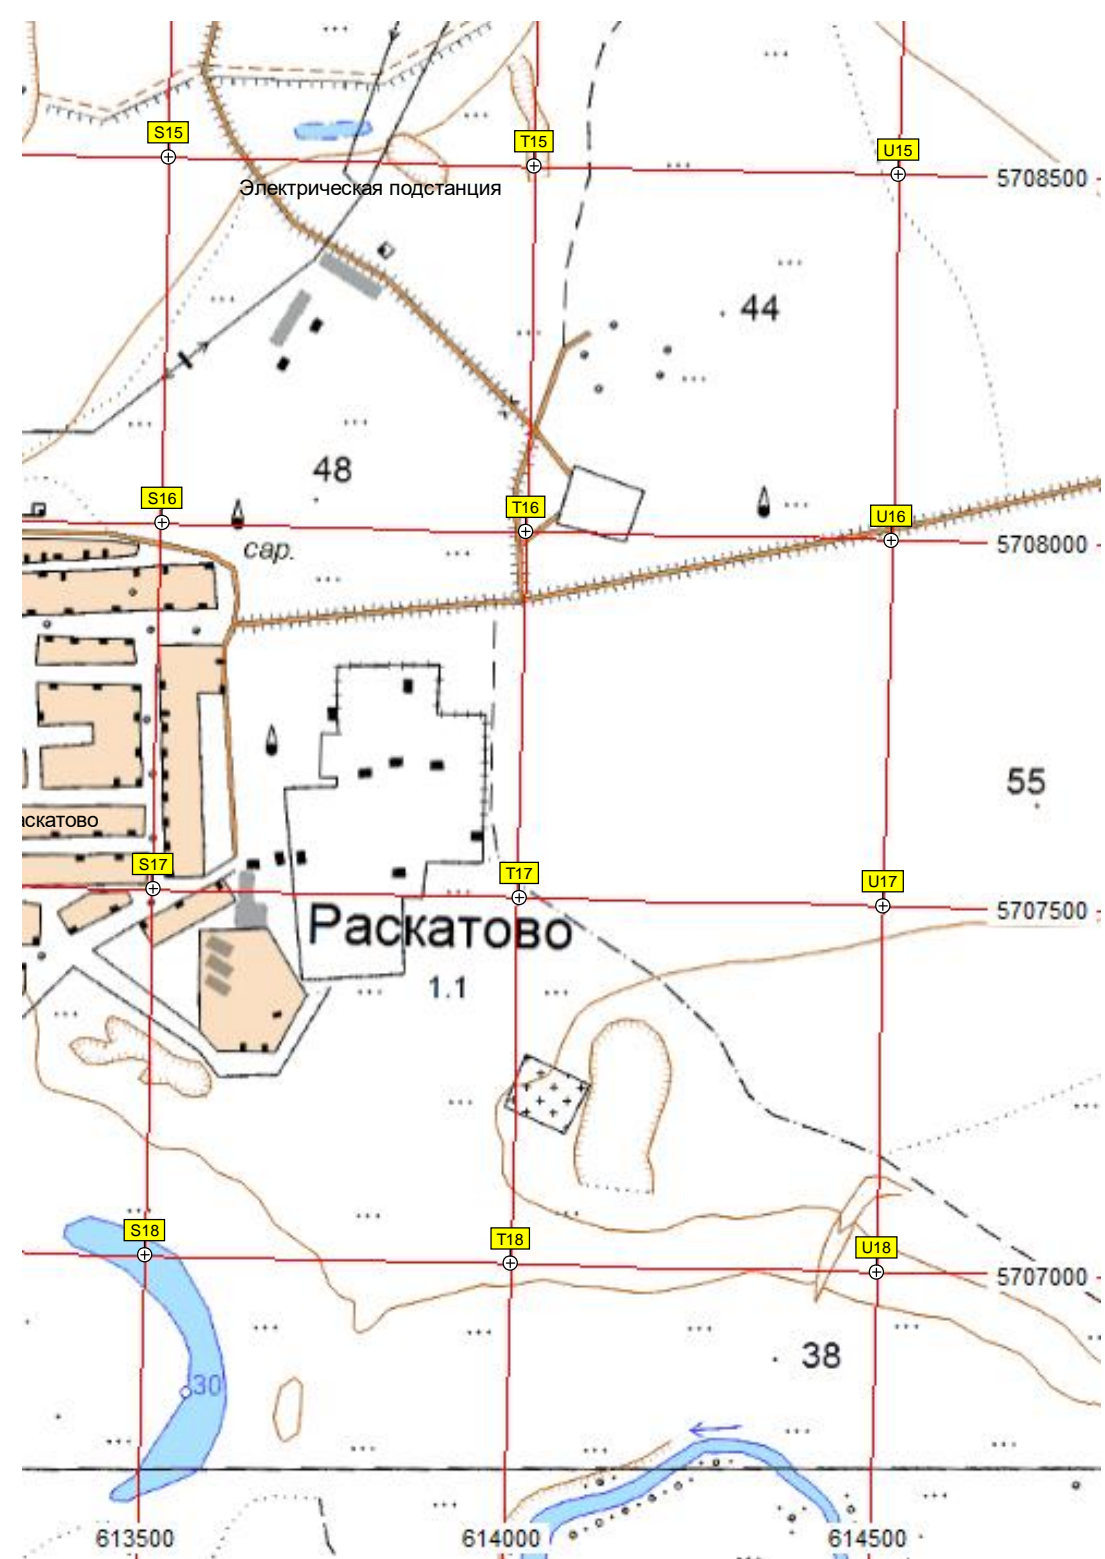 S15
T15
U15
5708500
Электрическая подстанция
44
48
S16
T16
U16
5708000
сар.
55
аскатово
S17
T17
U17
5707500
Раскатово
1.1
S18
T18
U18
5707000
38
30
613500
614000
614500